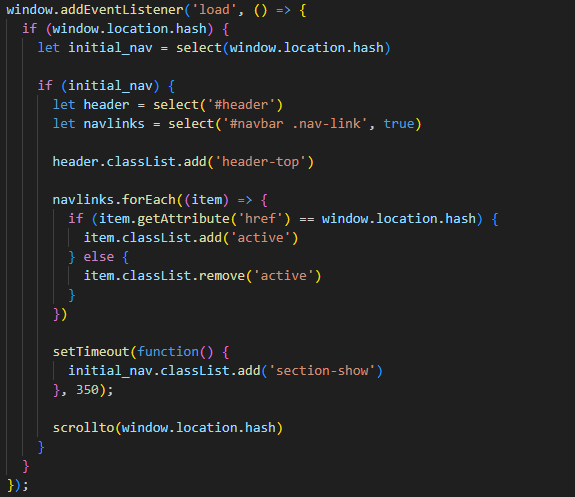 window.addEventListener('load', () => {
  if (window.location.hash) {
    let initial_nav = select(window.location.hash)

    if (initial_nav) {
      let header = select('#header')
      let navlinks = select('#navbar .nav-link', true)

      header.classList.add('header-top')

      navlinks.forEach((item) => {
        if (item.getAttribute('href') == window.location.hash) {
          item.classList.add('active')
        } else {
          item.classList.remove('active')
        }
      })

      setTimeout(function() {
        initial_nav.classList.add('section-show')
      }, 350);

      scrollto(window.location.hash)
    }
  }
});